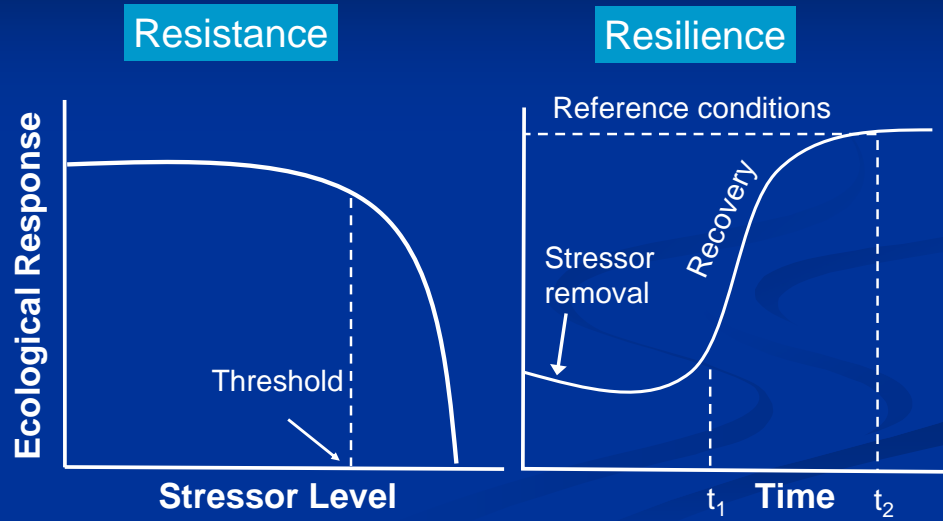 Resistance
Ecological Response
Threshold
Stressor Level
Resilience
Reference conditions
Recovery
Stressor
removal
t₁ Time t₂